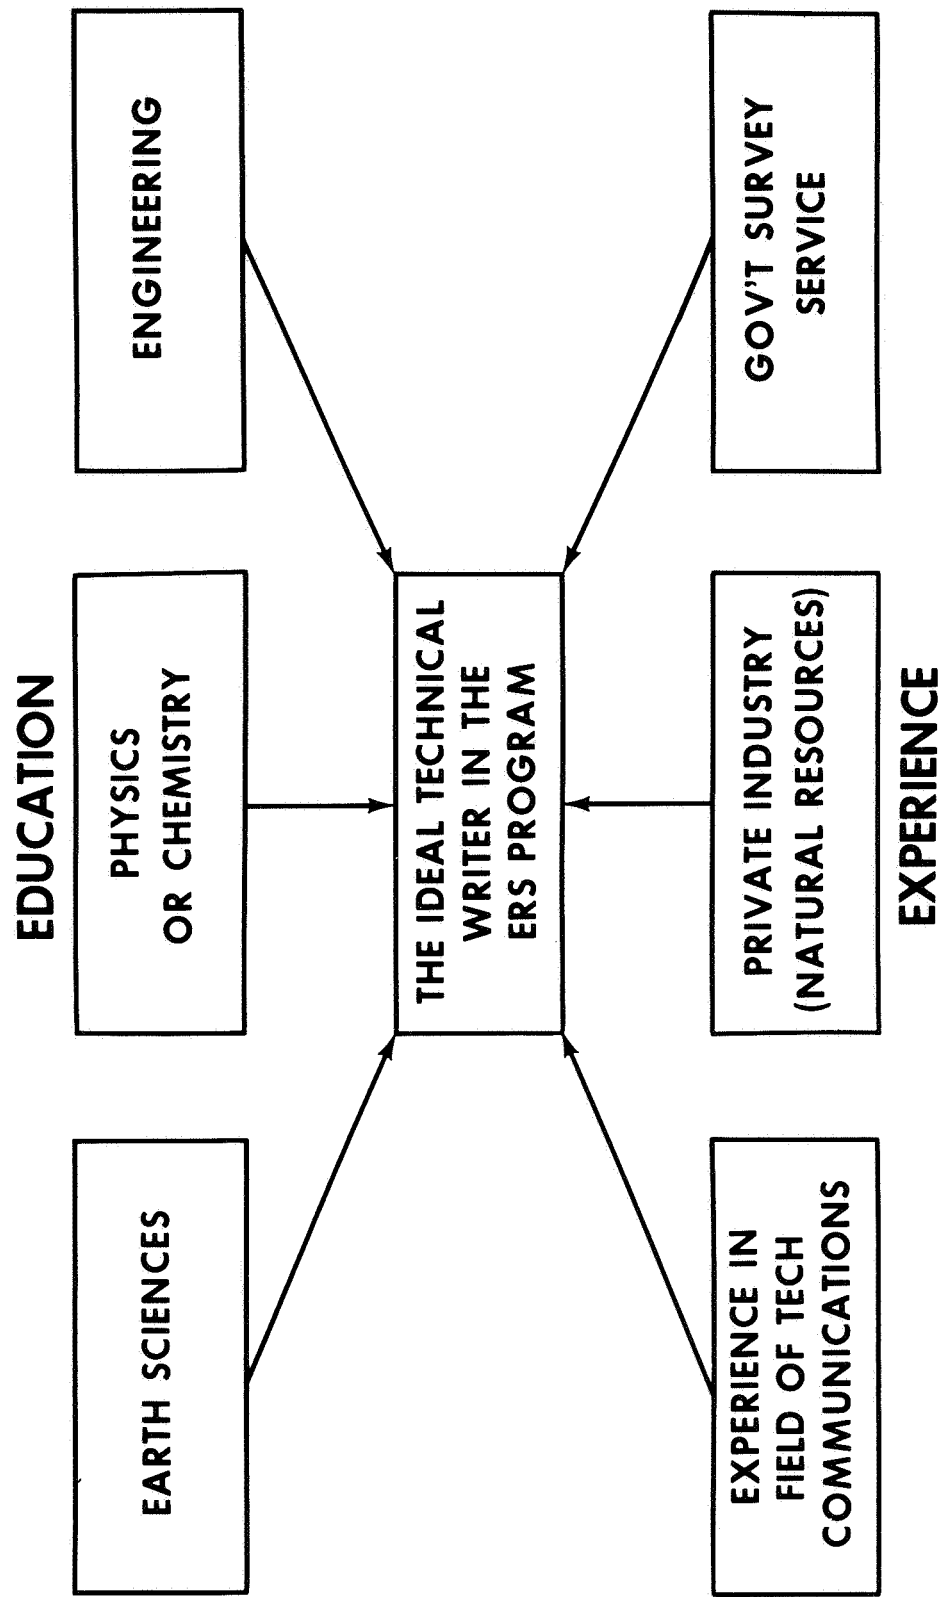 EDUCATION
EARTH SCIENCES
PHYSICS
OR CHEMISTRY
ENGINEERING
THE IDEAL TECHNICAL
WRITER IN THE
ERS PROGRAM
EXPERIENCE IN
FIELD OF TECH
COMMUNICATIONS
PRIVATE INDUSTRY
(NATURAL RESOURCES)
GOV'T SURVEY
SERVICE
EXPERIENCE